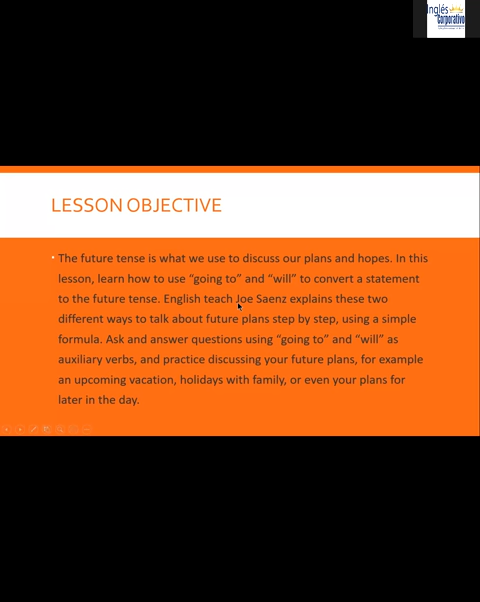 Inglés
Corporativo
LESSON OBJECTIVE
• The future tense is what we use to discuss our plans and hopes. In this
lesson, learn how to use “going to” and “will” to convert a statement
to the future tense. English teach Joe Saenz explains these two
different ways to talk about future plans step by step, using a simple
formula. Ask and answer questions using “going to” and “will” as
auxiliary verbs, and practice discussing your future plans, for example
an upcoming vacation, holidays with family, or even your plans for
later in the day.